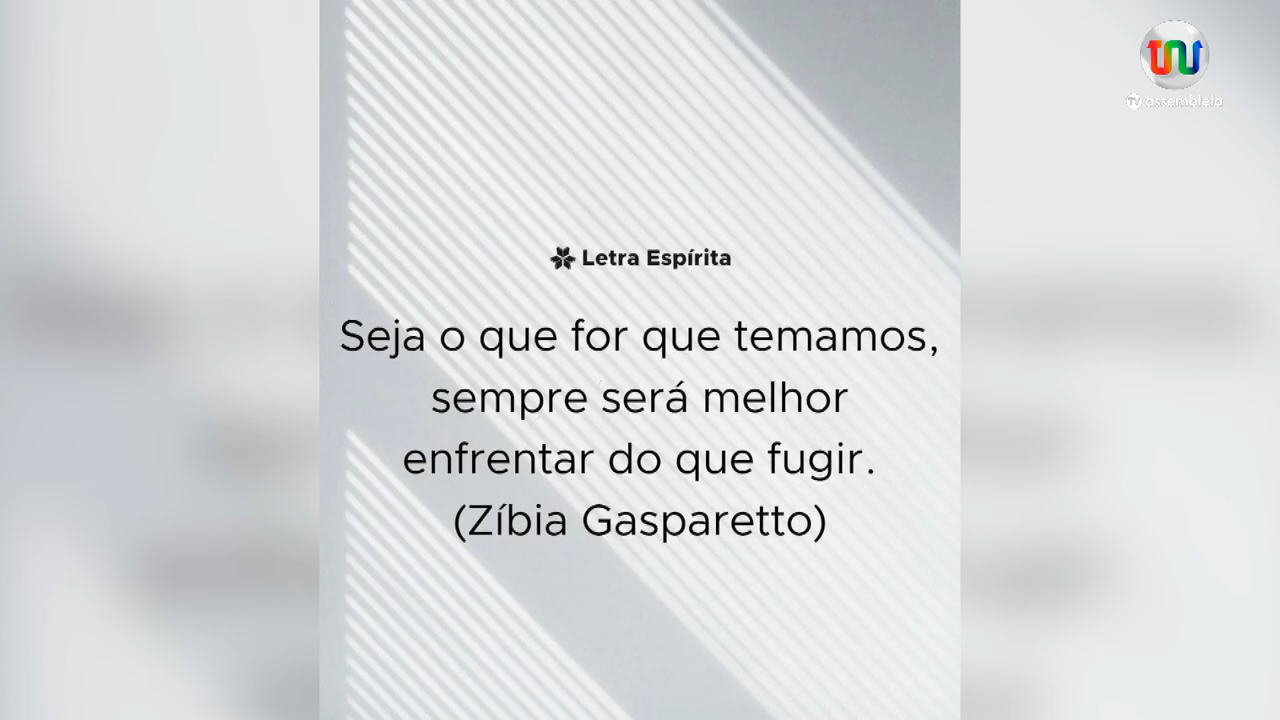 TV assembleia
Letra Espírita
Seja o que for que temamos,
sempre será melhor
enfrentar do que fugir.
(Zíbia Gasparetto)